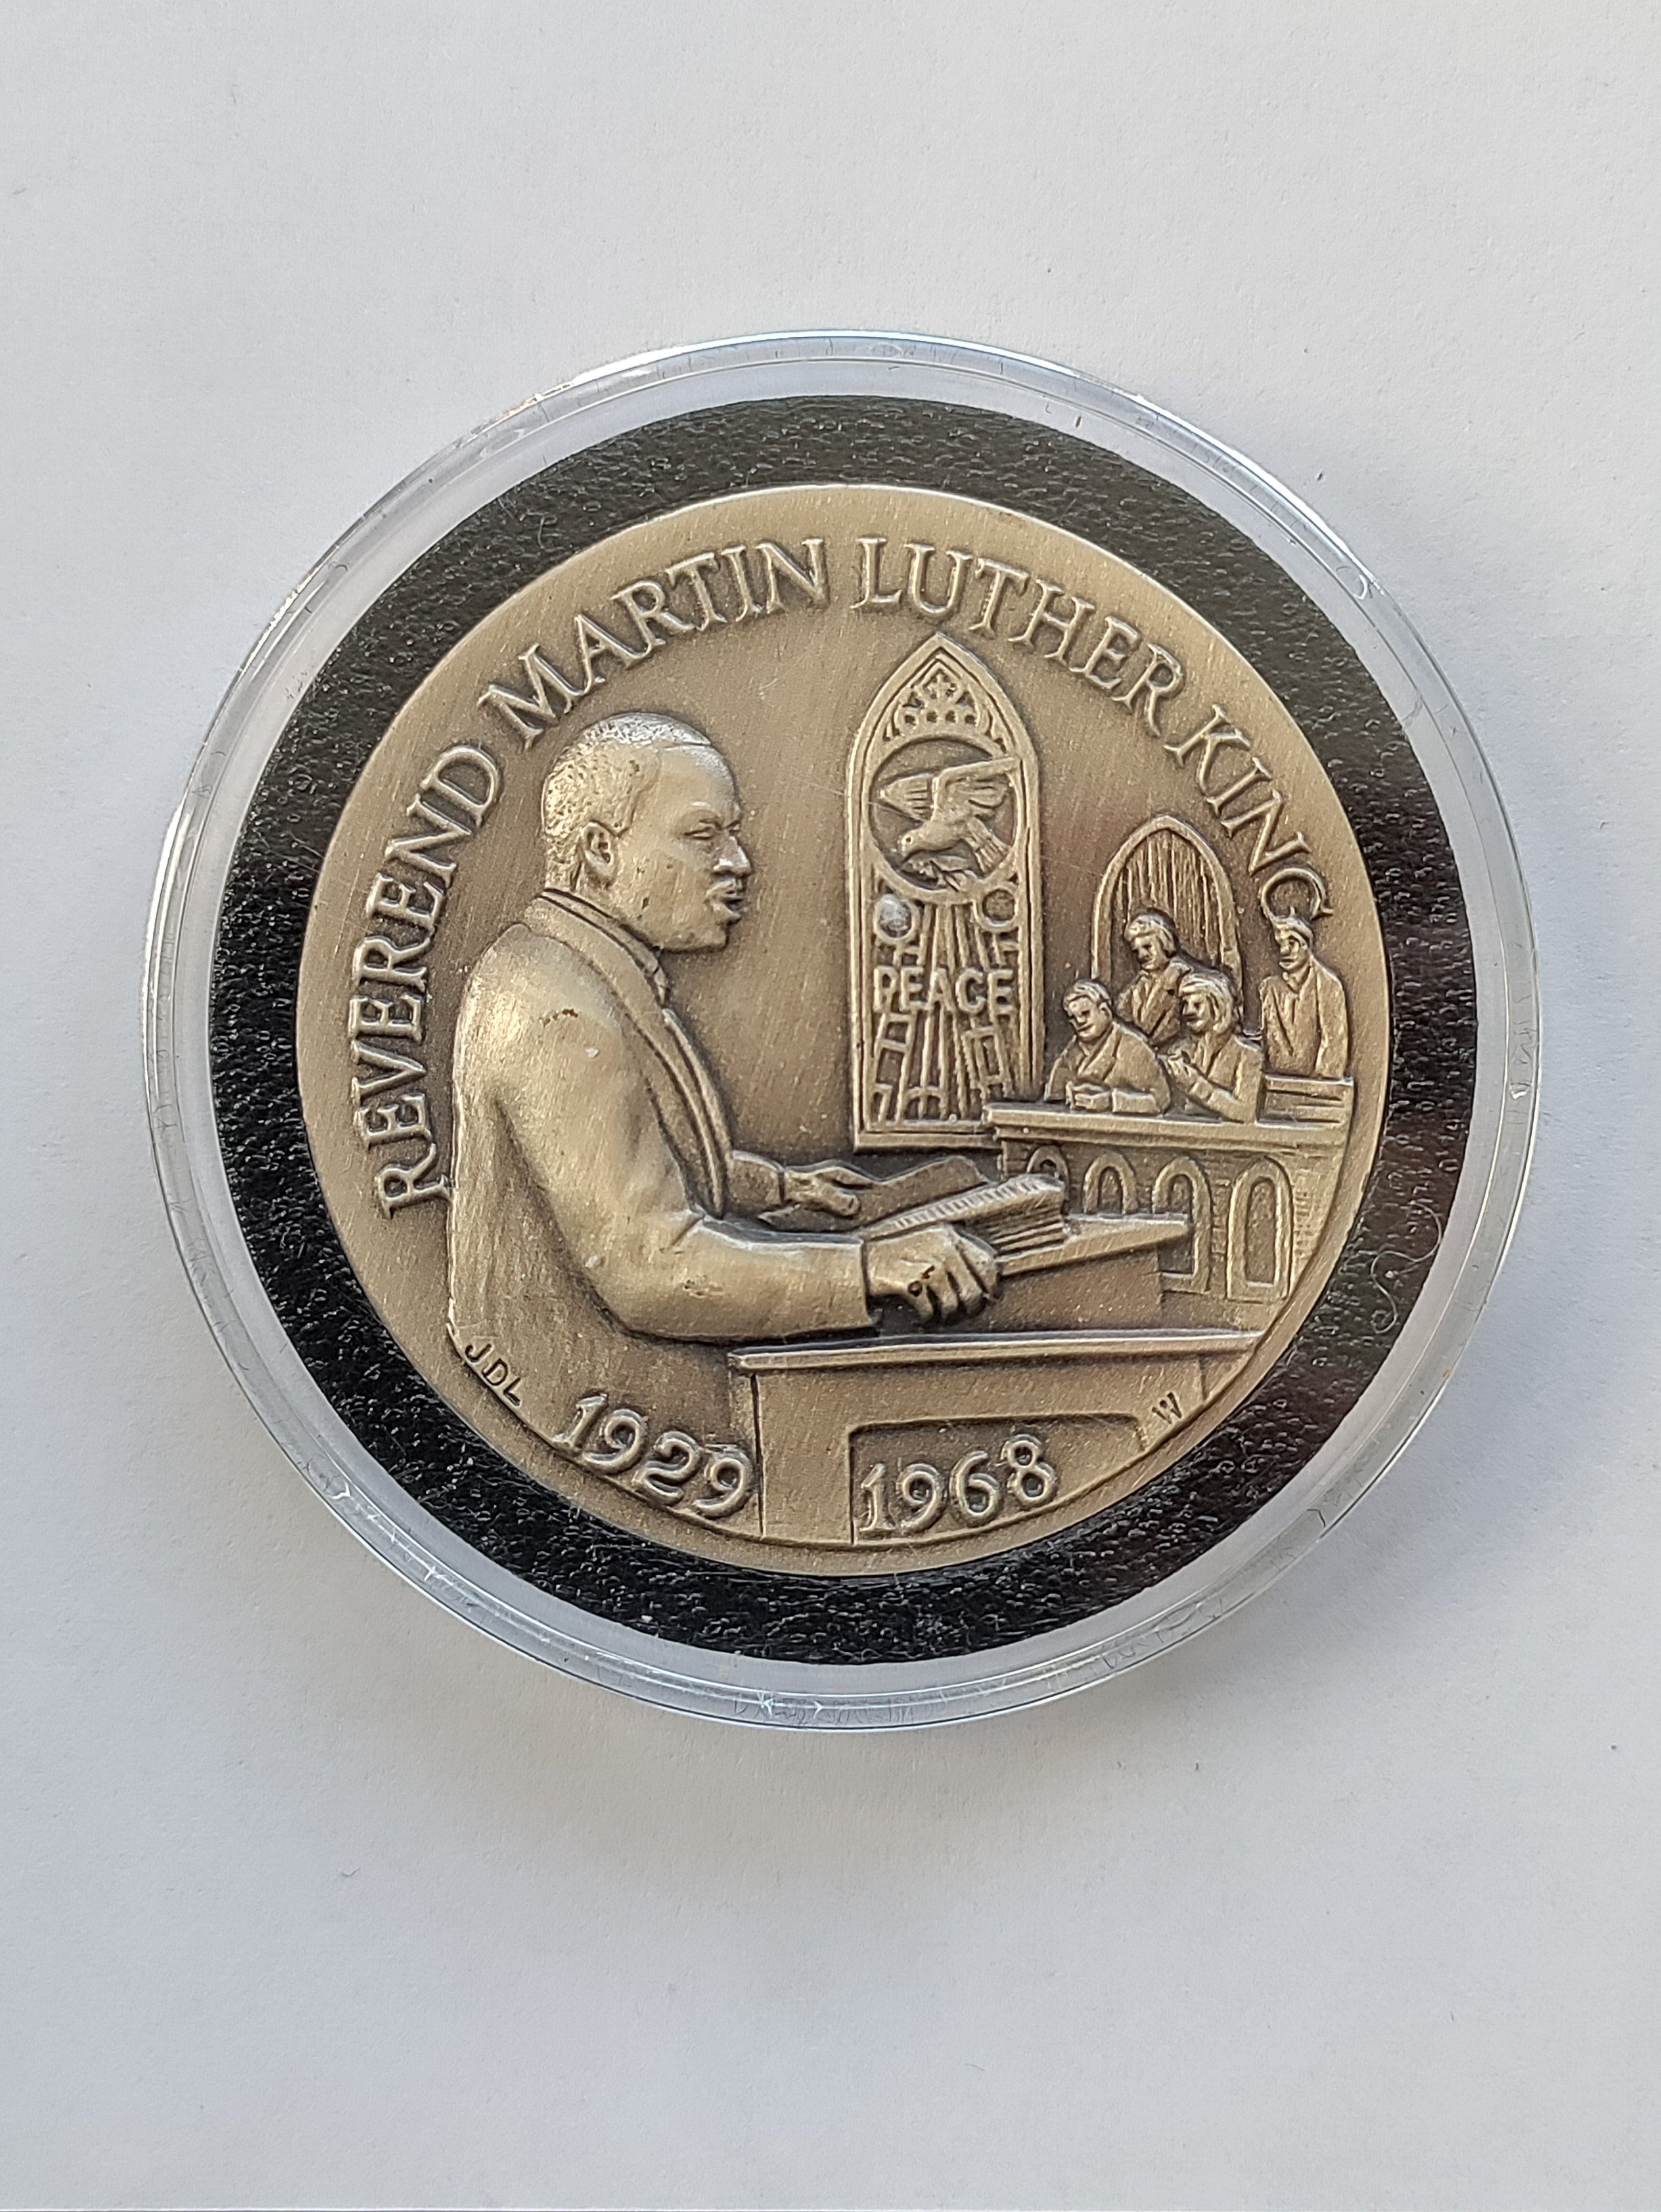 REVEREND MARTIN LUTHER KING
PEACE
JDL
W
1929 1968